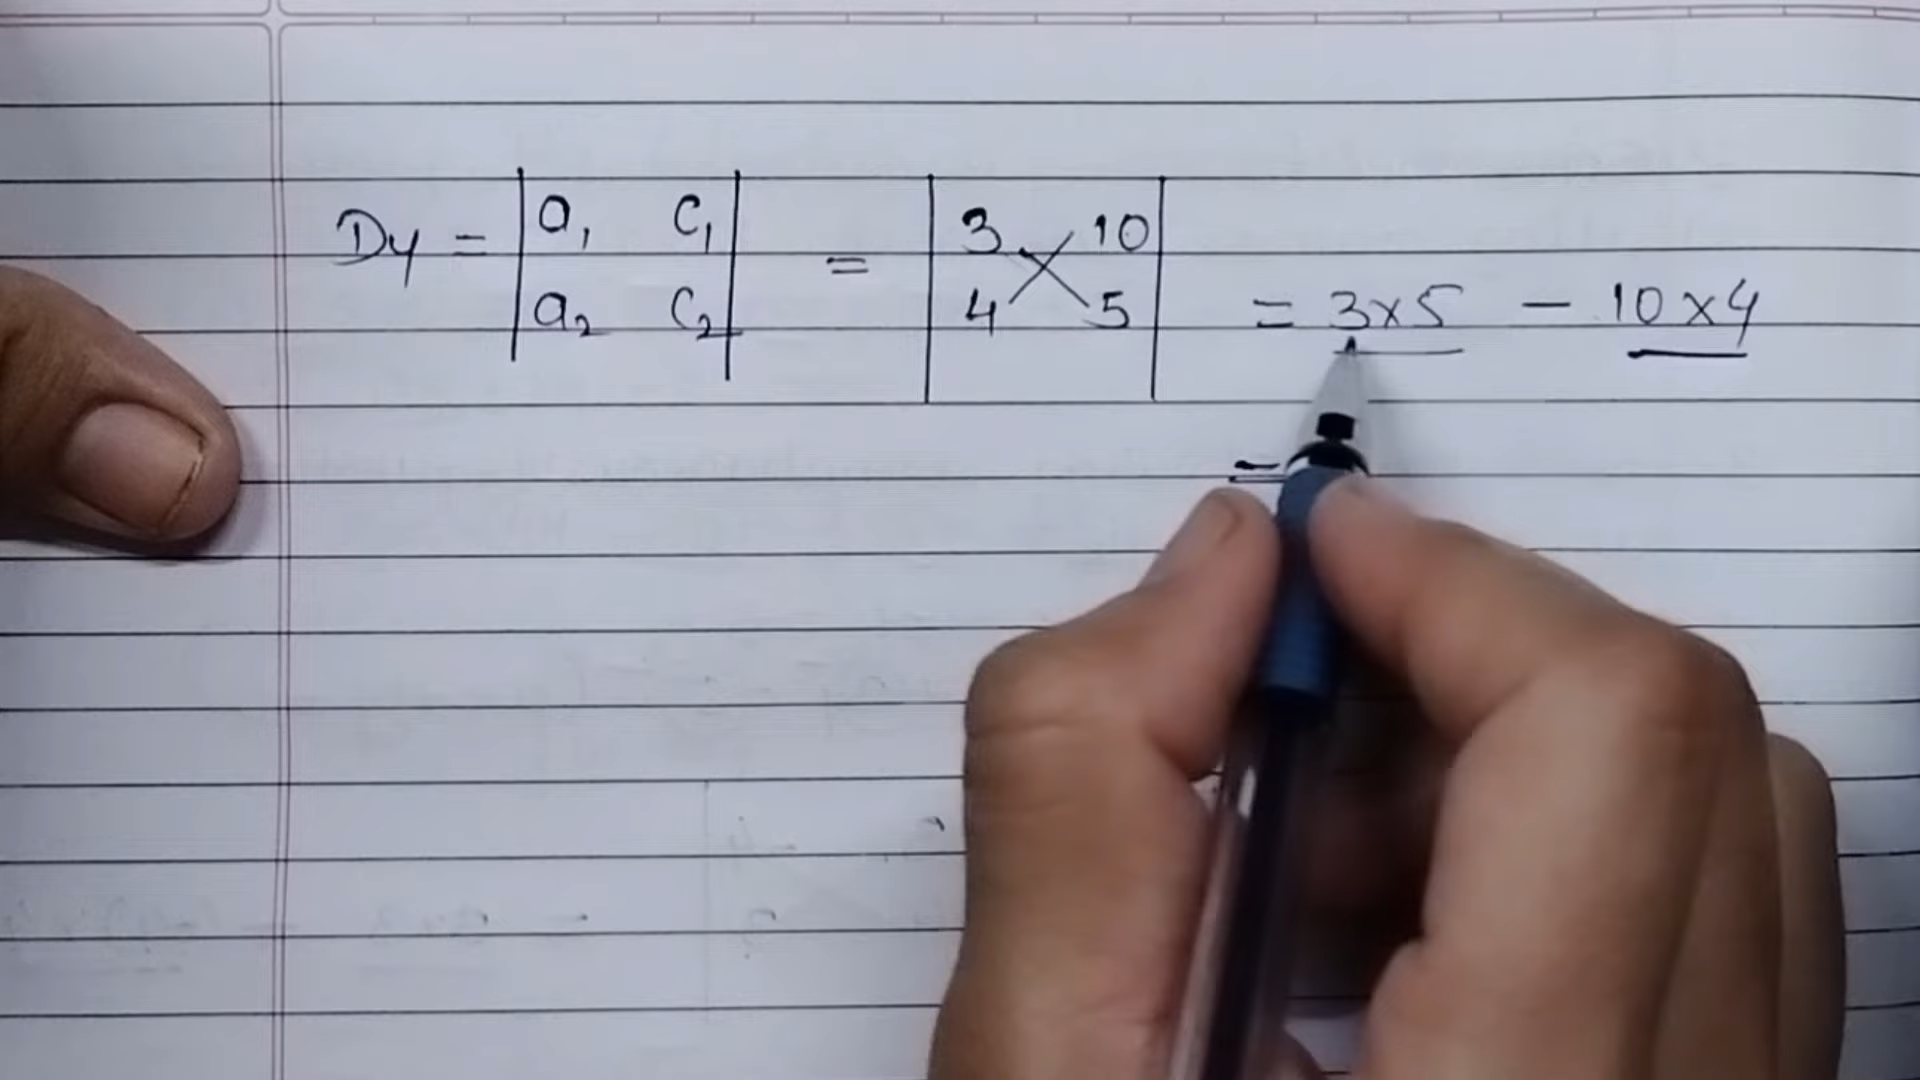 Dy = | a₁ c₁ | = | 3 10 |
| a₂ c₂ | | 4 5 | = 3×5 − 10×4
=